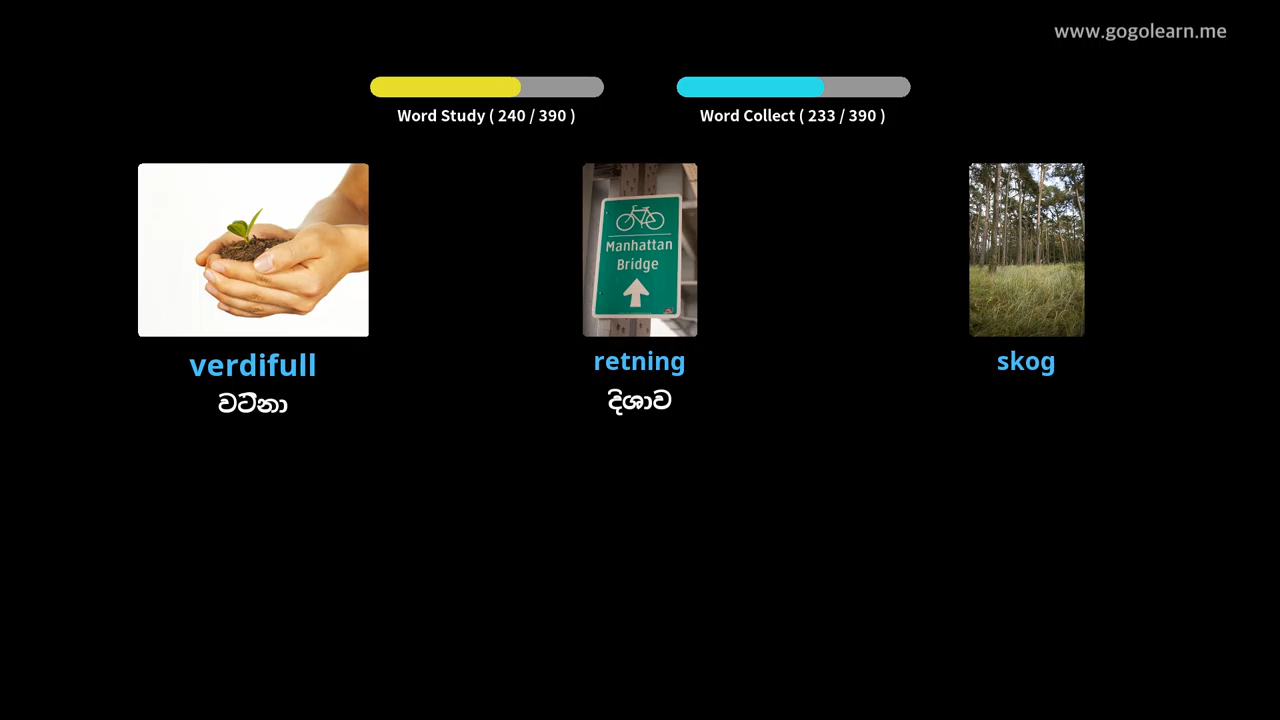 www.gogolearn.me
Word Study ( 240 / 390 )
Word Collect ( 233 / 390 )
Manhattan
Bridge
verdifull
retning
skog
වටිනා
දිශාව